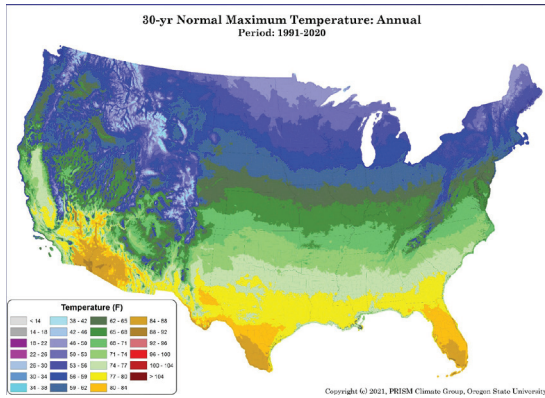 30-yr Normal Maximum Temperature: Annual
Period: 1991-2020
Temperature (F)
< 14 38 - 42 62 - 65 84 - 88
14 - 18 42 - 46 65 - 68 88 - 92
18 - 22 46 - 50 68 - 71 92 - 96
22 - 26 50 - 53 71 - 74 96 - 100
26 - 30 53 - 56 74 - 77 100 - 104
30 - 34 56 - 59 77 - 80 > 104
34 - 38 59 - 62 80 - 84
Copyright (c) 2021, PRISM Climate Group, Oregon State University